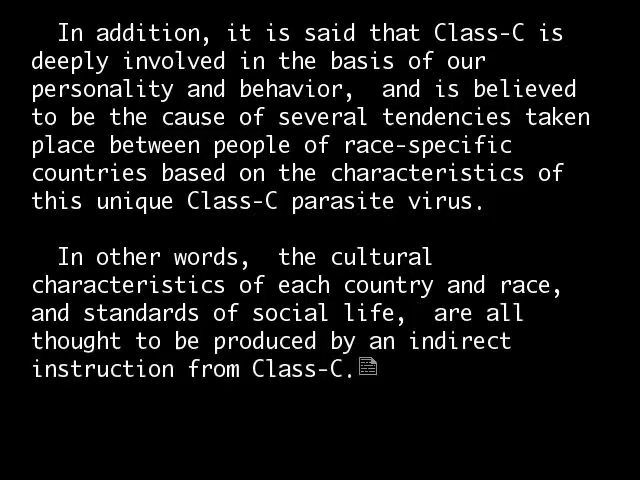 In addition, it is said that Class-C is
deeply involved in the basis of our
personality and behavior,  and is believed
to be the cause of several tendencies taken
place between people of race-specific
countries based on the characteristics of
this unique Class-C parasite virus.
In other words,  the cultural
characteristics of each country and race,
and standards of social life,  are all
thought to be produced by an indirect
instruction from Class-C.